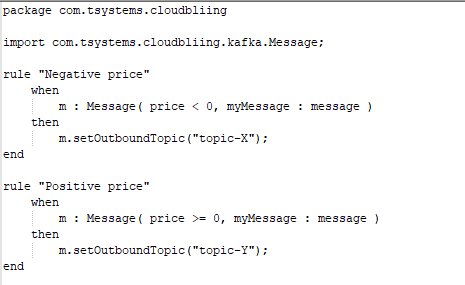 package com.tsystems.cloudbliing
import com.tsystems.cloudbliing.kafka.Message;
rule "Negative price"
when
m : Message( price < 0, myMessage : message )
then
m.setOutboundTopic("topic-X");
end
rule "Positive price"
when
m : Message( price >= 0, myMessage : message )
then
m.setOutboundTopic("topic-Y");
end